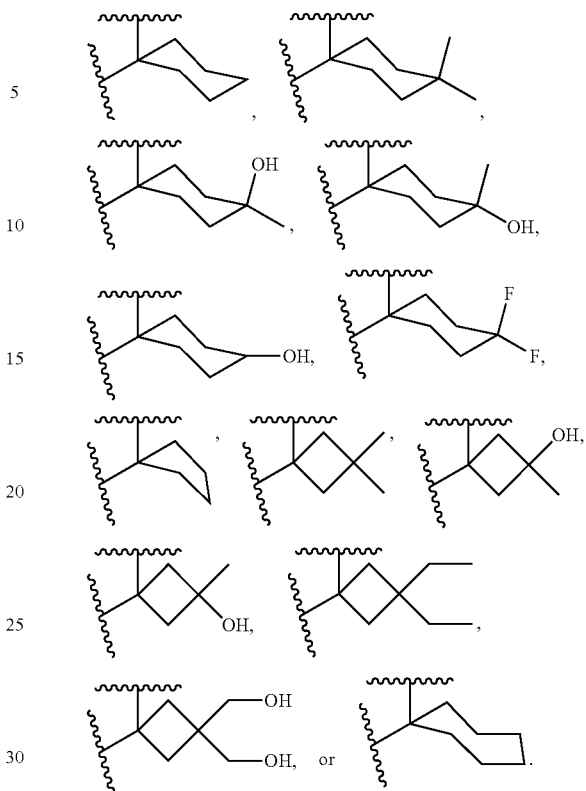 5 , ,
OH
10 , OH,
F
15 OH, F,
, , OH,
20
25 OH, ,
OH
30 OH, or .